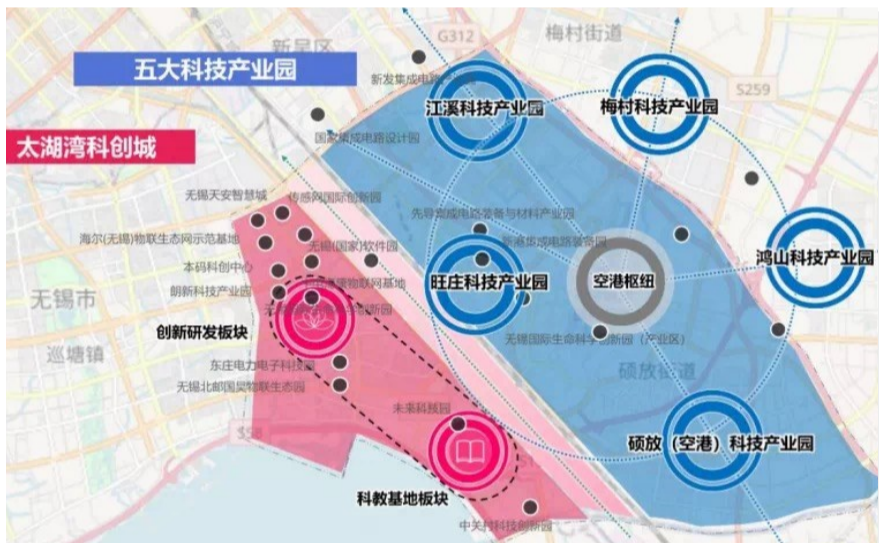 五大科技产业园
太湖湾科创城
新吴区
G312
梅村街道
S259
新发集成电路产业园
江溪科技产业园
梅村科技产业园
国家集成电路设计园
无锡天安智慧城
传感网国际创新园
先导集成电路装备与材料产业园
海尔(无锡)物联生态网示范基地
无锡(国家)软件园
新港集成电路装备园
鸿山科技产业园
本码科创中心
旺庄科技产业园
空港枢纽
朗新科技产业园
无锡市
创新研发板块
无锡国际生命科学创新园（产业区）
巡塘镇
东庄电力电子科技园
硕放街道
无锡北邮国昊物联生态园
未来科技园
S58
硕放（空港）科技产业园
科教基地板块
中关村科技创新园